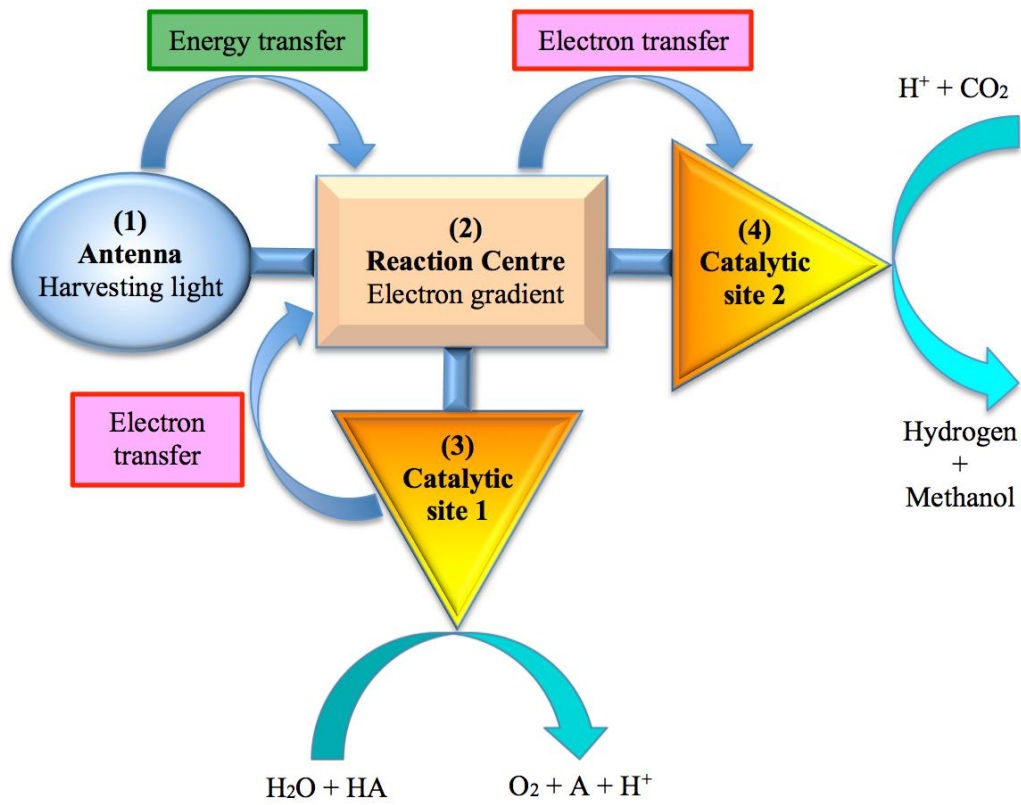 Energy transfer
Electron transfer
H⁺ + CO₂
(1)
Antenna
Harvesting light
(2)
Reaction Centre
Electron gradient
(4)
Catalytic
site 2
Electron
transfer
(3)
Catalytic
site 1
Hydrogen
+
Methanol
H₂O + HA
O₂ + A + H⁺